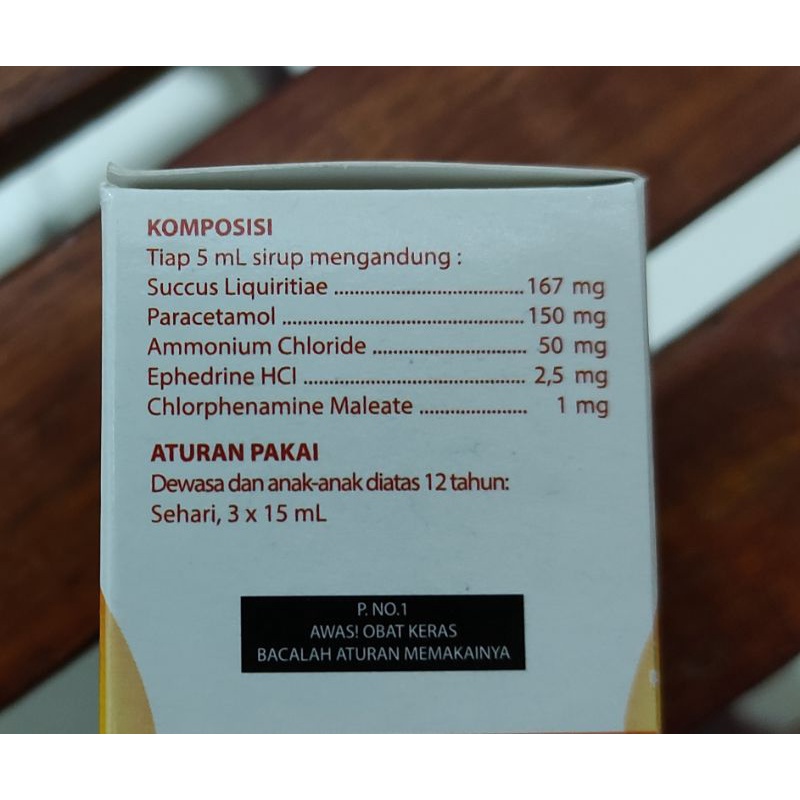 KOMPOSISI
Tiap 5 mL sirup mengandung :
Succus Liquiritiae ..................................... 167 mg
Paracetamol ............................................... 150 mg
Ammonium Chloride .............................. 50 mg
Ephedrine HCl ........................................... 2,5 mg
Chlorphenamine Maleate ..................... 1 mg
ATURAN PAKAI
Dewasa dan anak-anak diatas 12 tahun:
Sehari, 3 x 15 mL
P. NO.1
AWAS! OBAT KERAS
BACALAH ATURAN MEMAKAINYA